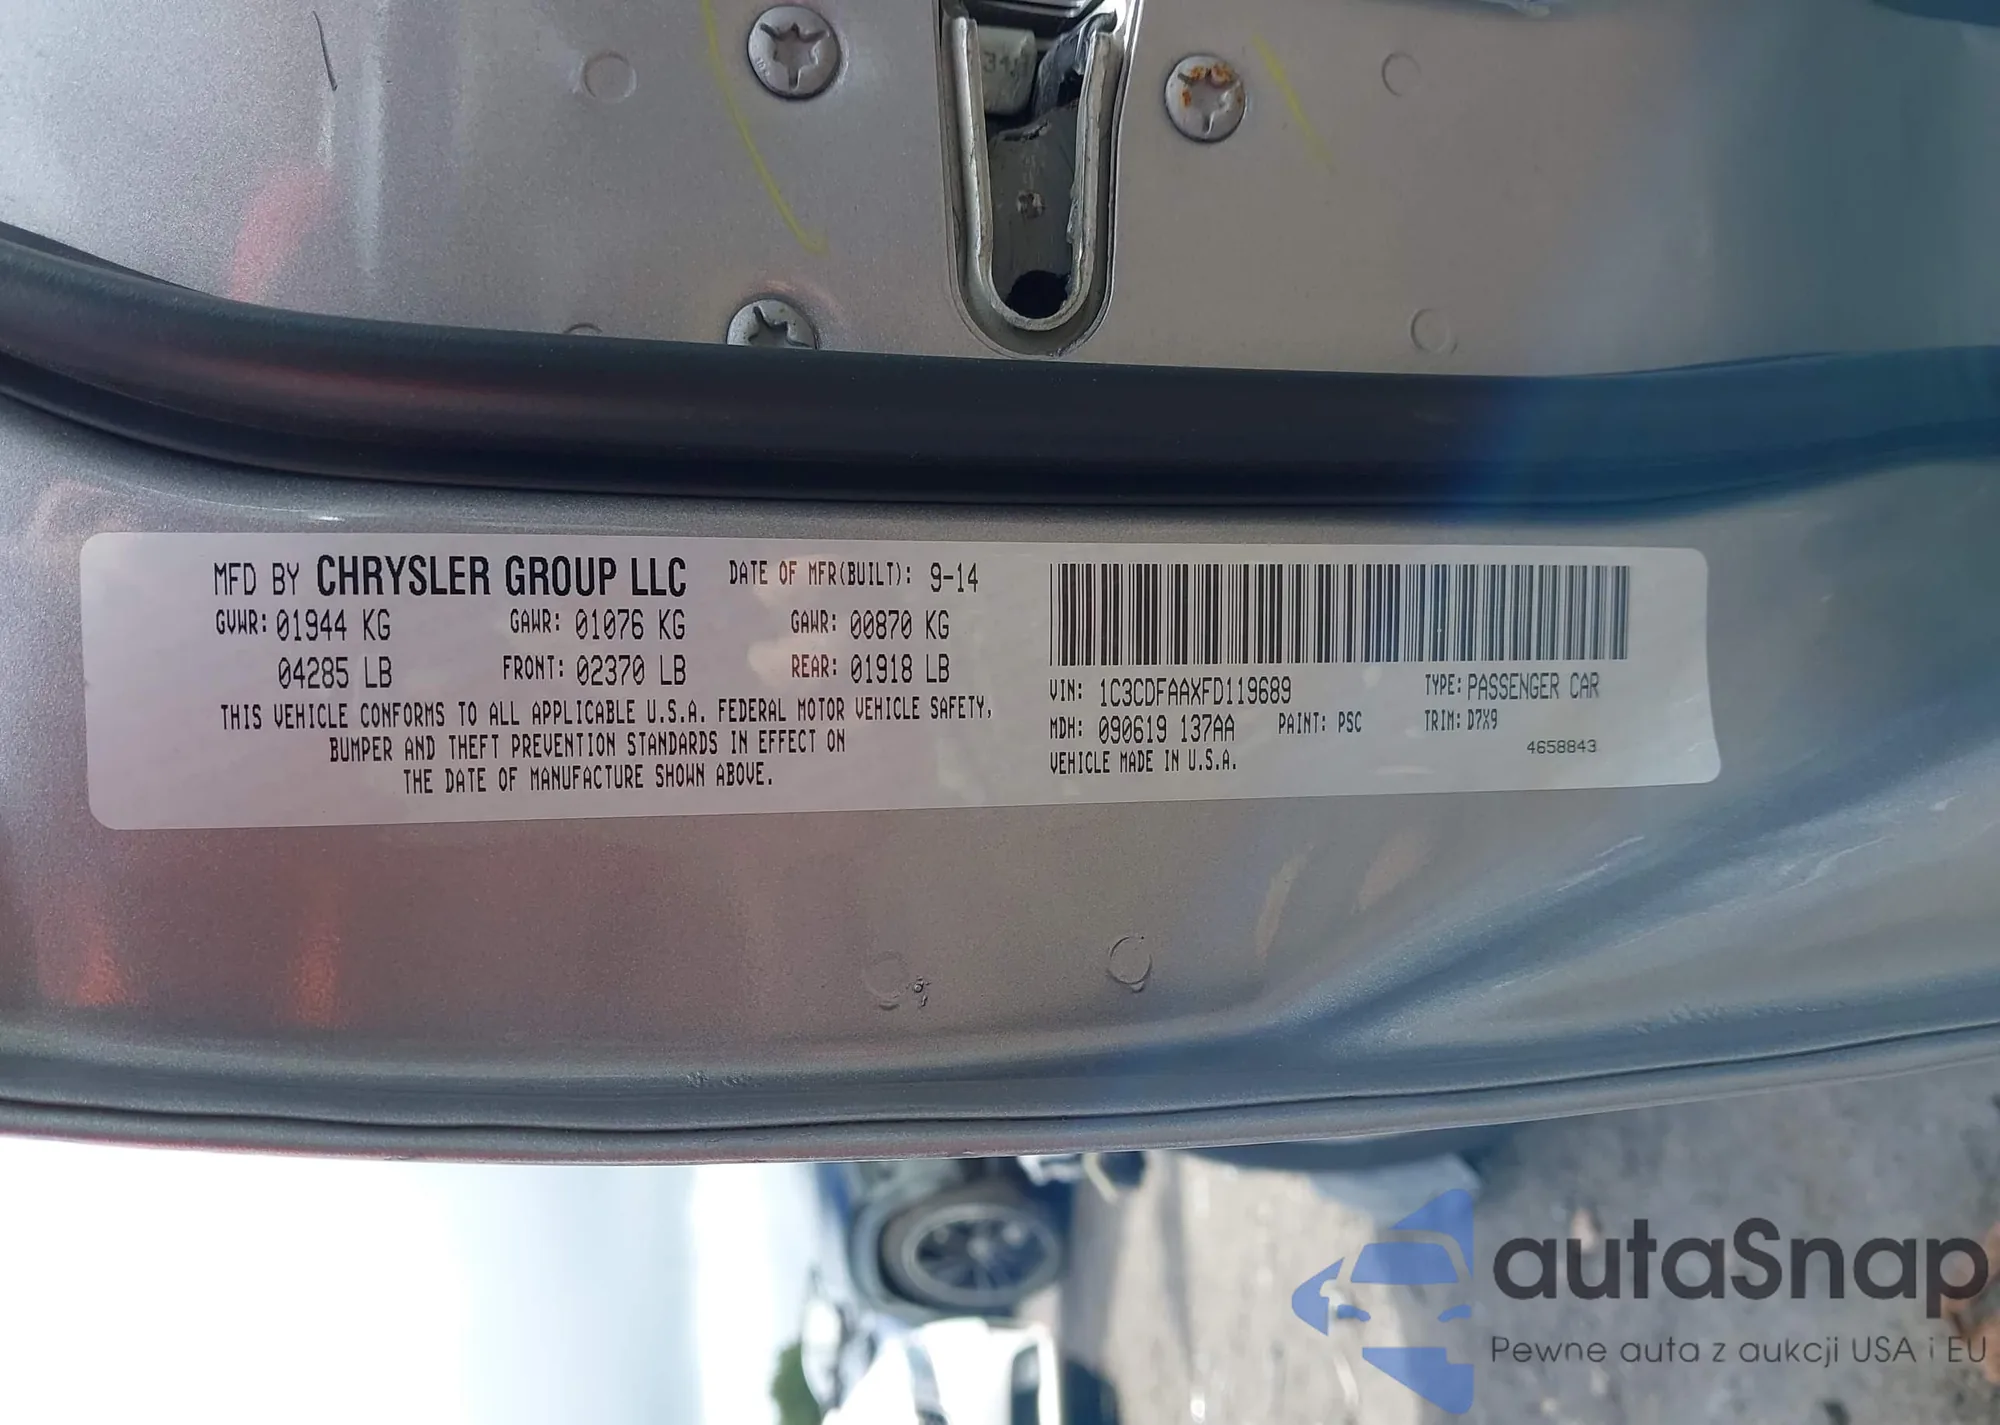 MFD BY CHRYSLER GROUP LLC DATE OF MFR(BUILT): 9-14
GVWR: 01944 KG GAWR: 01076 KG GAWR: 00870 KG
04285 LB FRONT: 02370 LB REAR: 01918 LB
THIS VEHICLE CONFORMS TO ALL APPLICABLE U.S.A. FEDERAL MOTOR VEHICLE SAFETY,
BUMPER AND THEFT PREVENTION STANDARDS IN EFFECT ON
THE DATE OF MANUFACTURE SHOWN ABOVE.
VIN: 1C3CDFAAXFD119689 TYPE: PASSENGER CAR
MDH: 090619 137AA PAINT: PSC TRIM: D7X9
VEHICLE MADE IN U.S.A. 4658843
autaSnap
Pewne auta z aukcji USA i EU